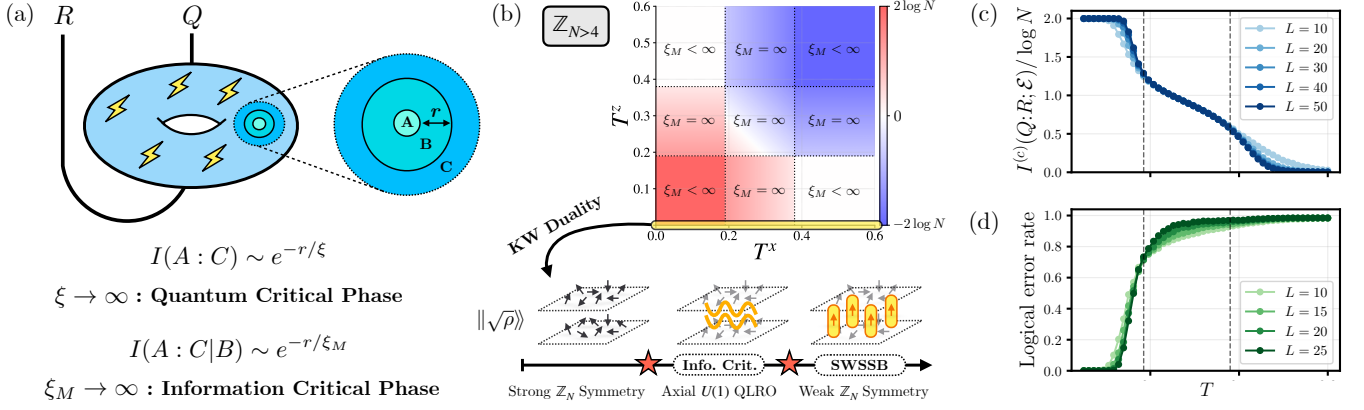 (a)
R
Q
A
r
B
C
I(A : C) ∼ e^{−r/ξ}
ξ → ∞ : Quantum Critical Phase
I(A : C|B) ∼ e^{−r/ξ_M}
ξ_M → ∞ : Information Critical Phase
(b)
ℤ_{N>4}
T^z
0.6
0.5
0.4
0.3
0.2
0.1
ξ_M < ∞
ξ_M = ∞
ξ_M < ∞
ξ_M = ∞
ξ_M = ∞
ξ_M = ∞
ξ_M < ∞
ξ_M = ∞
ξ_M < ∞
0.0
0.2
0.4
0.6
T^x
2 log N
0
−2 log N
KW Duality
‖√ρ⟩⟩
Info. Crit.
SWSSB
Strong ℤ_N Symmetry
Axial U(1) QLRO
Weak ℤ_N Symmetry
(c)
I^{(c)}(Q : R; ℰ)/ log N
2.0
1.5
1.0
0.5
0.0
L = 10
L = 20
L = 30
L = 40
L = 50
(d)
Logical error rate
1.0
0.8
0.6
0.4
0.2
0.0
L = 10
L = 15
L = 20
L = 25
T